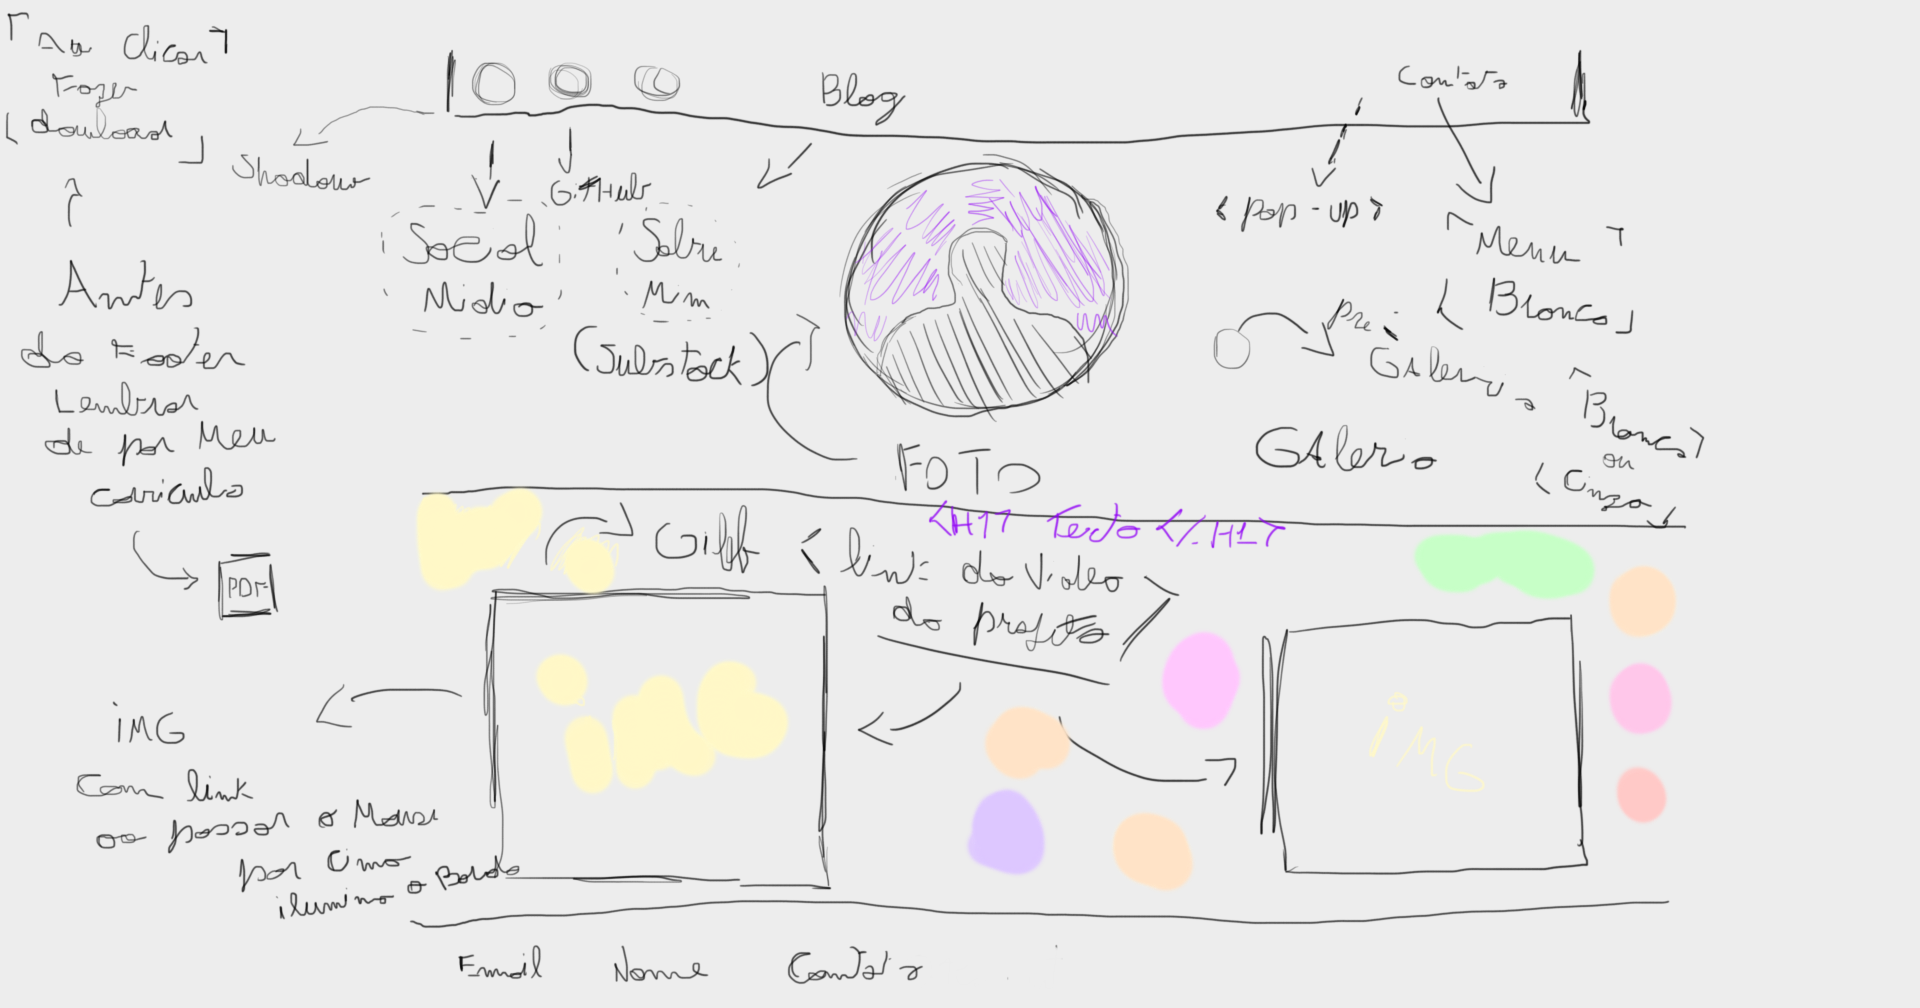 Ao Clicar
Fazer
download
Shadow
Blog
Contato
GitHub
Social
Midia
Sobre
Mim
(Substack)
< pop-up >
Menu
Branco
pre
GAleria
Branco
ou
Cinza
GAleria
FOTO
<H1> Texto </H1>
Antes
do Footer
Lembrar
de por Meu
curriculo
PDF
Giff
< link do Video
do projeto >
iMG
iMG
iMG
Com link
ao passar o Mouse
por Cima
ilumina a Borda
Email Nome Contato